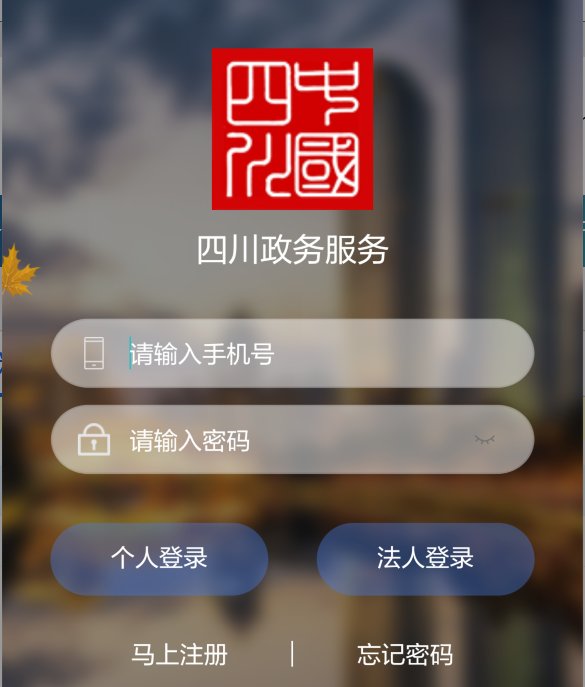 中國
四川
四川政务服务
请输入手机号
请输入密码
个人登录 法人登录
马上注册 | 忘记密码